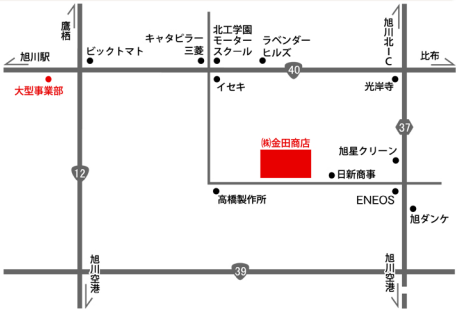 鷹栖
旭川北IC
北工学園
モーター
スクール
キャタピラー
三菱
ラベンダー
ヒルズ
旭川駅
ビックトマト
比布
40
大型事業部
イセキ
光岸寺
37
㈱金田商店
旭星クリーン
12
日新商事
高橋製作所
ENEOS
旭ダンケ
旭川空港
39
旭川空港